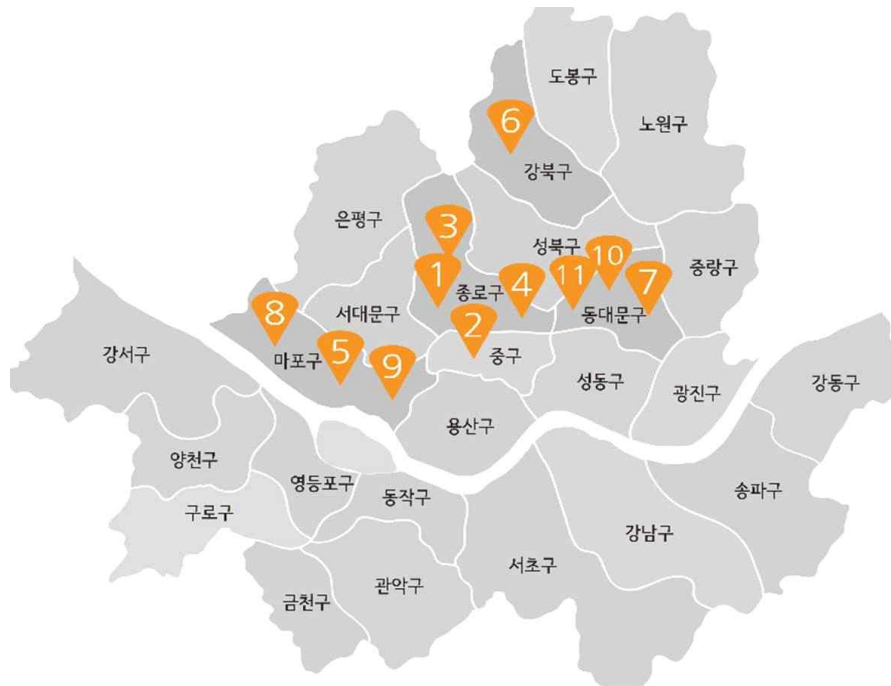 도봉구
노원구
6
강북구
은평구
3
성북구
중랑구
10
1
종로구
4
11
7
8
서대문구
2
동대문구
강서구
마포구
5
9
중구
성동구
광진구
강동구
용산구
양천구
영등포구
동작구
송파구
구로구
강남구
서초구
금천구
관악구